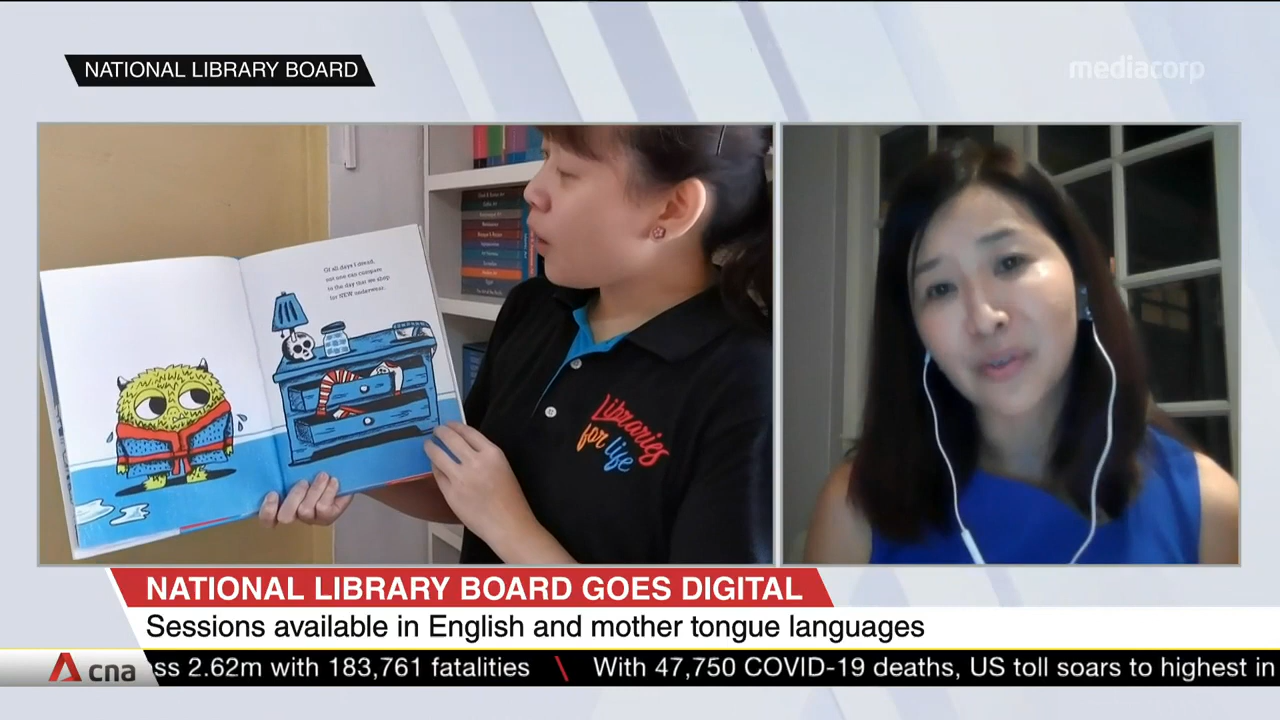 NATIONAL LIBRARY BOARD
mediacorp
Of all days I dread,
not one can compare
to the day that we shop
for NEW underwear.
Libraries
for life
NATIONAL LIBRARY BOARD GOES DIGITAL
Sessions available in English and mother tongue languages
cna
ss 2.62m with 183,761 fatalities \ With 47,750 COVID-19 deaths, US toll soars to highest in